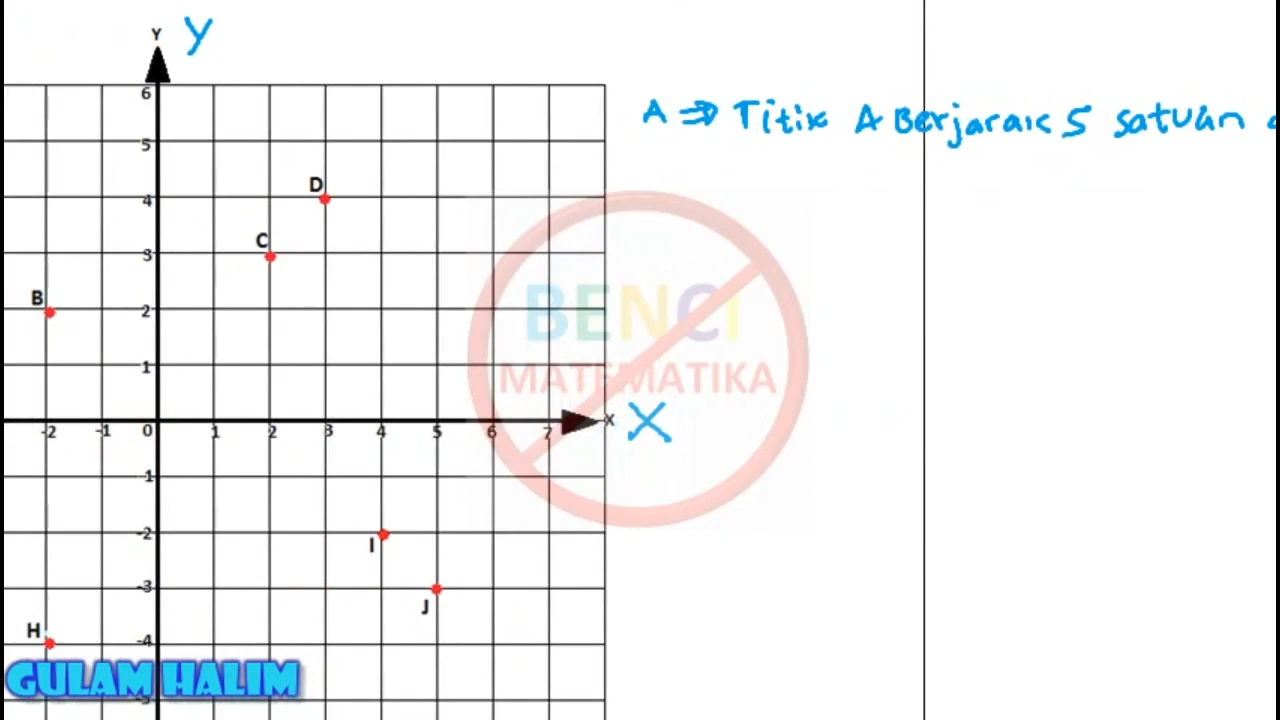 Y Y
6
A ⇒ Titik A Berjarak 5 satuan
5
D
4
C
3
B
2
BENCI
1
MATEMATIKA
X X
-2 -1 0 1 2 3 4 5 6 7
-1
-2
I
-3
J
H
-4
GULAM HALIM
-5